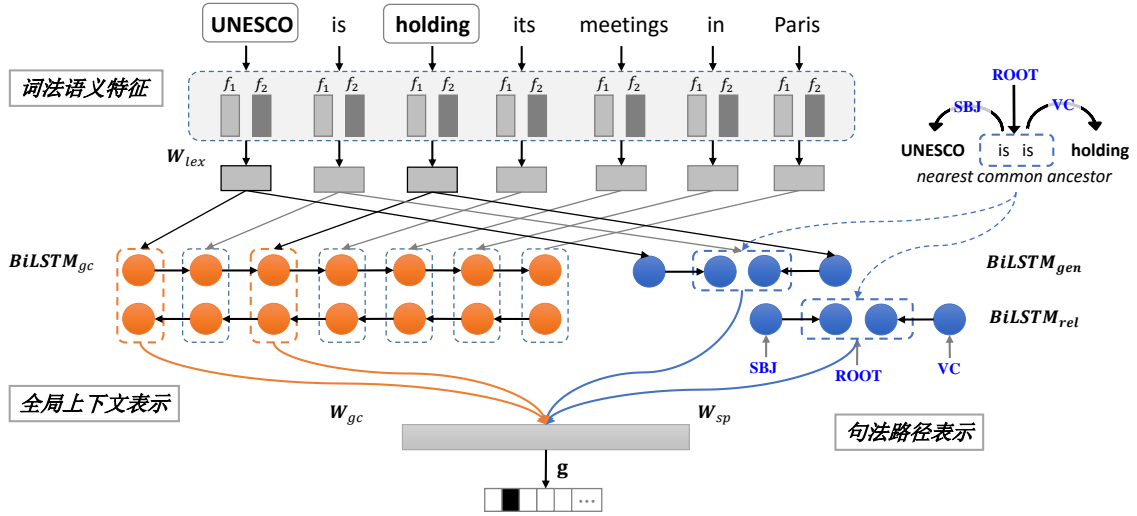 UNESCO is holding its meetings in Paris
词法语义特征
f₁ f₂ f₁ f₂ f₁ f₂ f₁ f₂ f₁ f₂ f₁ f₂ f₁ f₂
W_lex
ROOT
SBJ VC
UNESCO is is holding
nearest common ancestor
BiLSTM_gc
BiLSTM_gen
BiLSTM_rel
SBJ ROOT VC
全局上下文表示
W_gc W_sp
句法路径表示
g
...